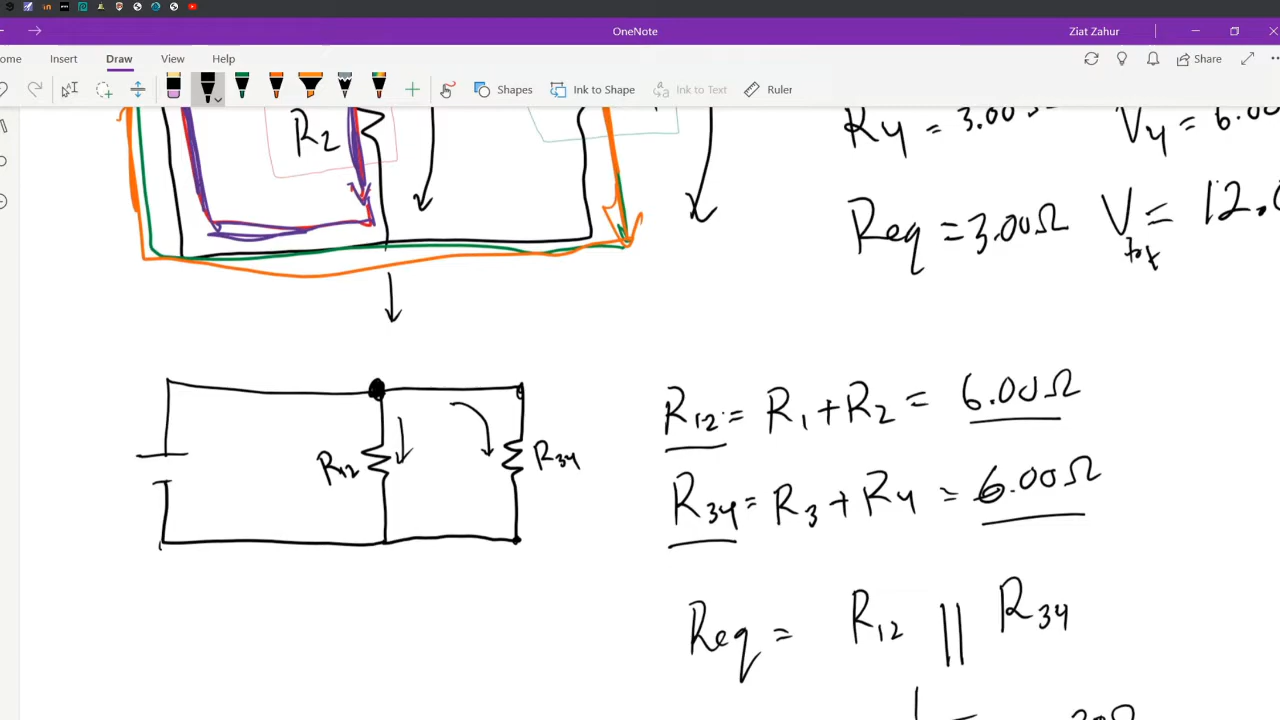 OneNote
Ziat Zahur
Insert
Draw
View
Help
Share
Shapes
Ink to Shape
Ink to Text
Ruler
R2
R4 = 3.00Ω
V4 = 6.00
Req = 3.00Ω
V tot = 12.0
R12
R34
R12 = R1 + R2 = 6.00Ω
R34 = R3 + R4 = 6.00Ω
Req = R12 || R34